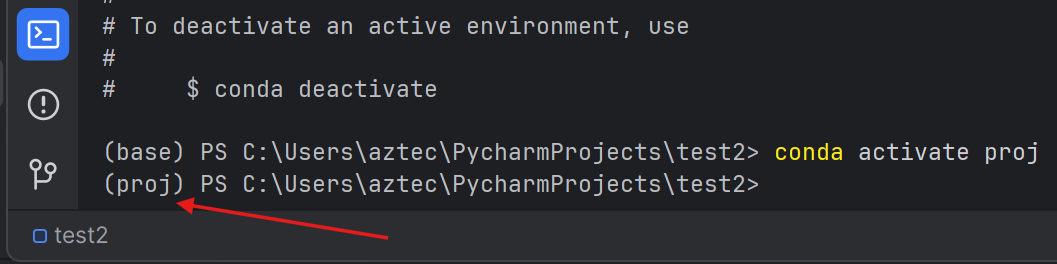 #
# To deactivate an active environment, use
#
#     $ conda deactivate
(base) PS C:\Users\aztec\PycharmProjects\test2> conda activate proj
(proj) PS C:\Users\aztec\PycharmProjects\test2>
test2